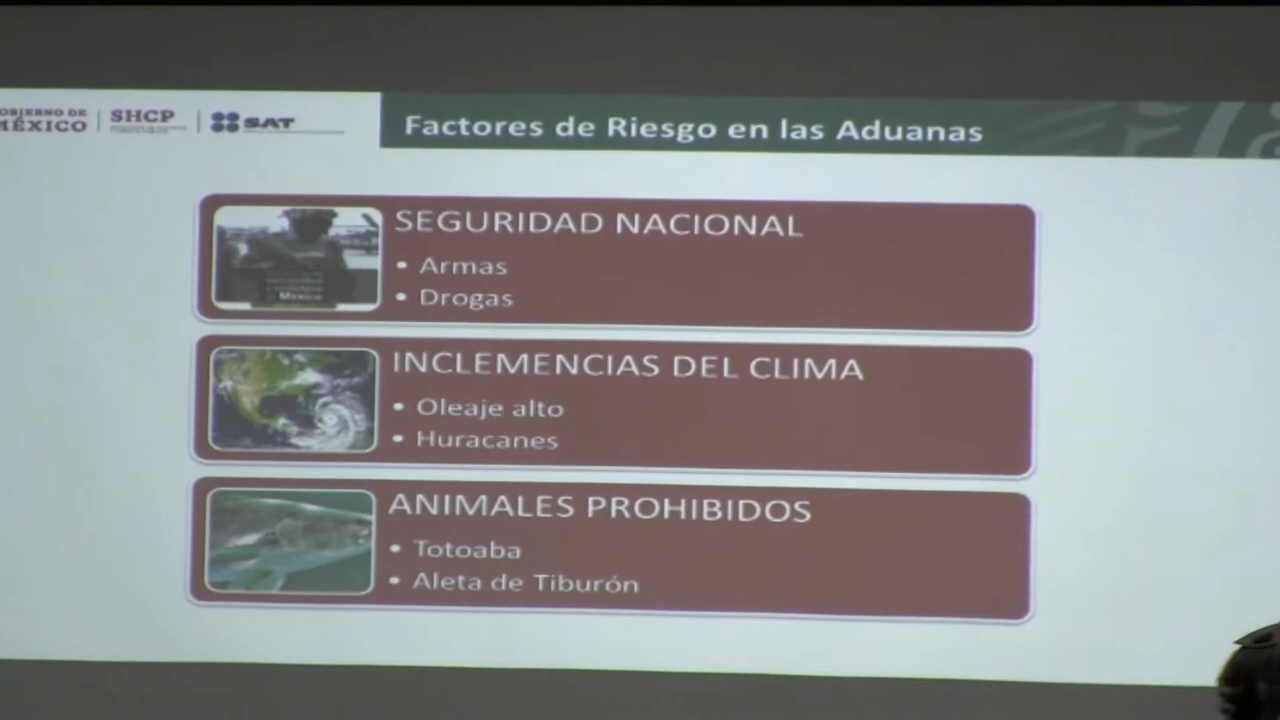 GOBIERNO DE
MÉXICO
SHCP
SAT
Factores de Riesgo en las Aduanas
SEGURIDAD NACIONAL
• Armas
• Drogas
México
INCLEMENCIAS DEL CLIMA
• Oleaje alto
• Huracanes
ANIMALES PROHIBIDOS
• Totoaba
• Aleta de Tiburón